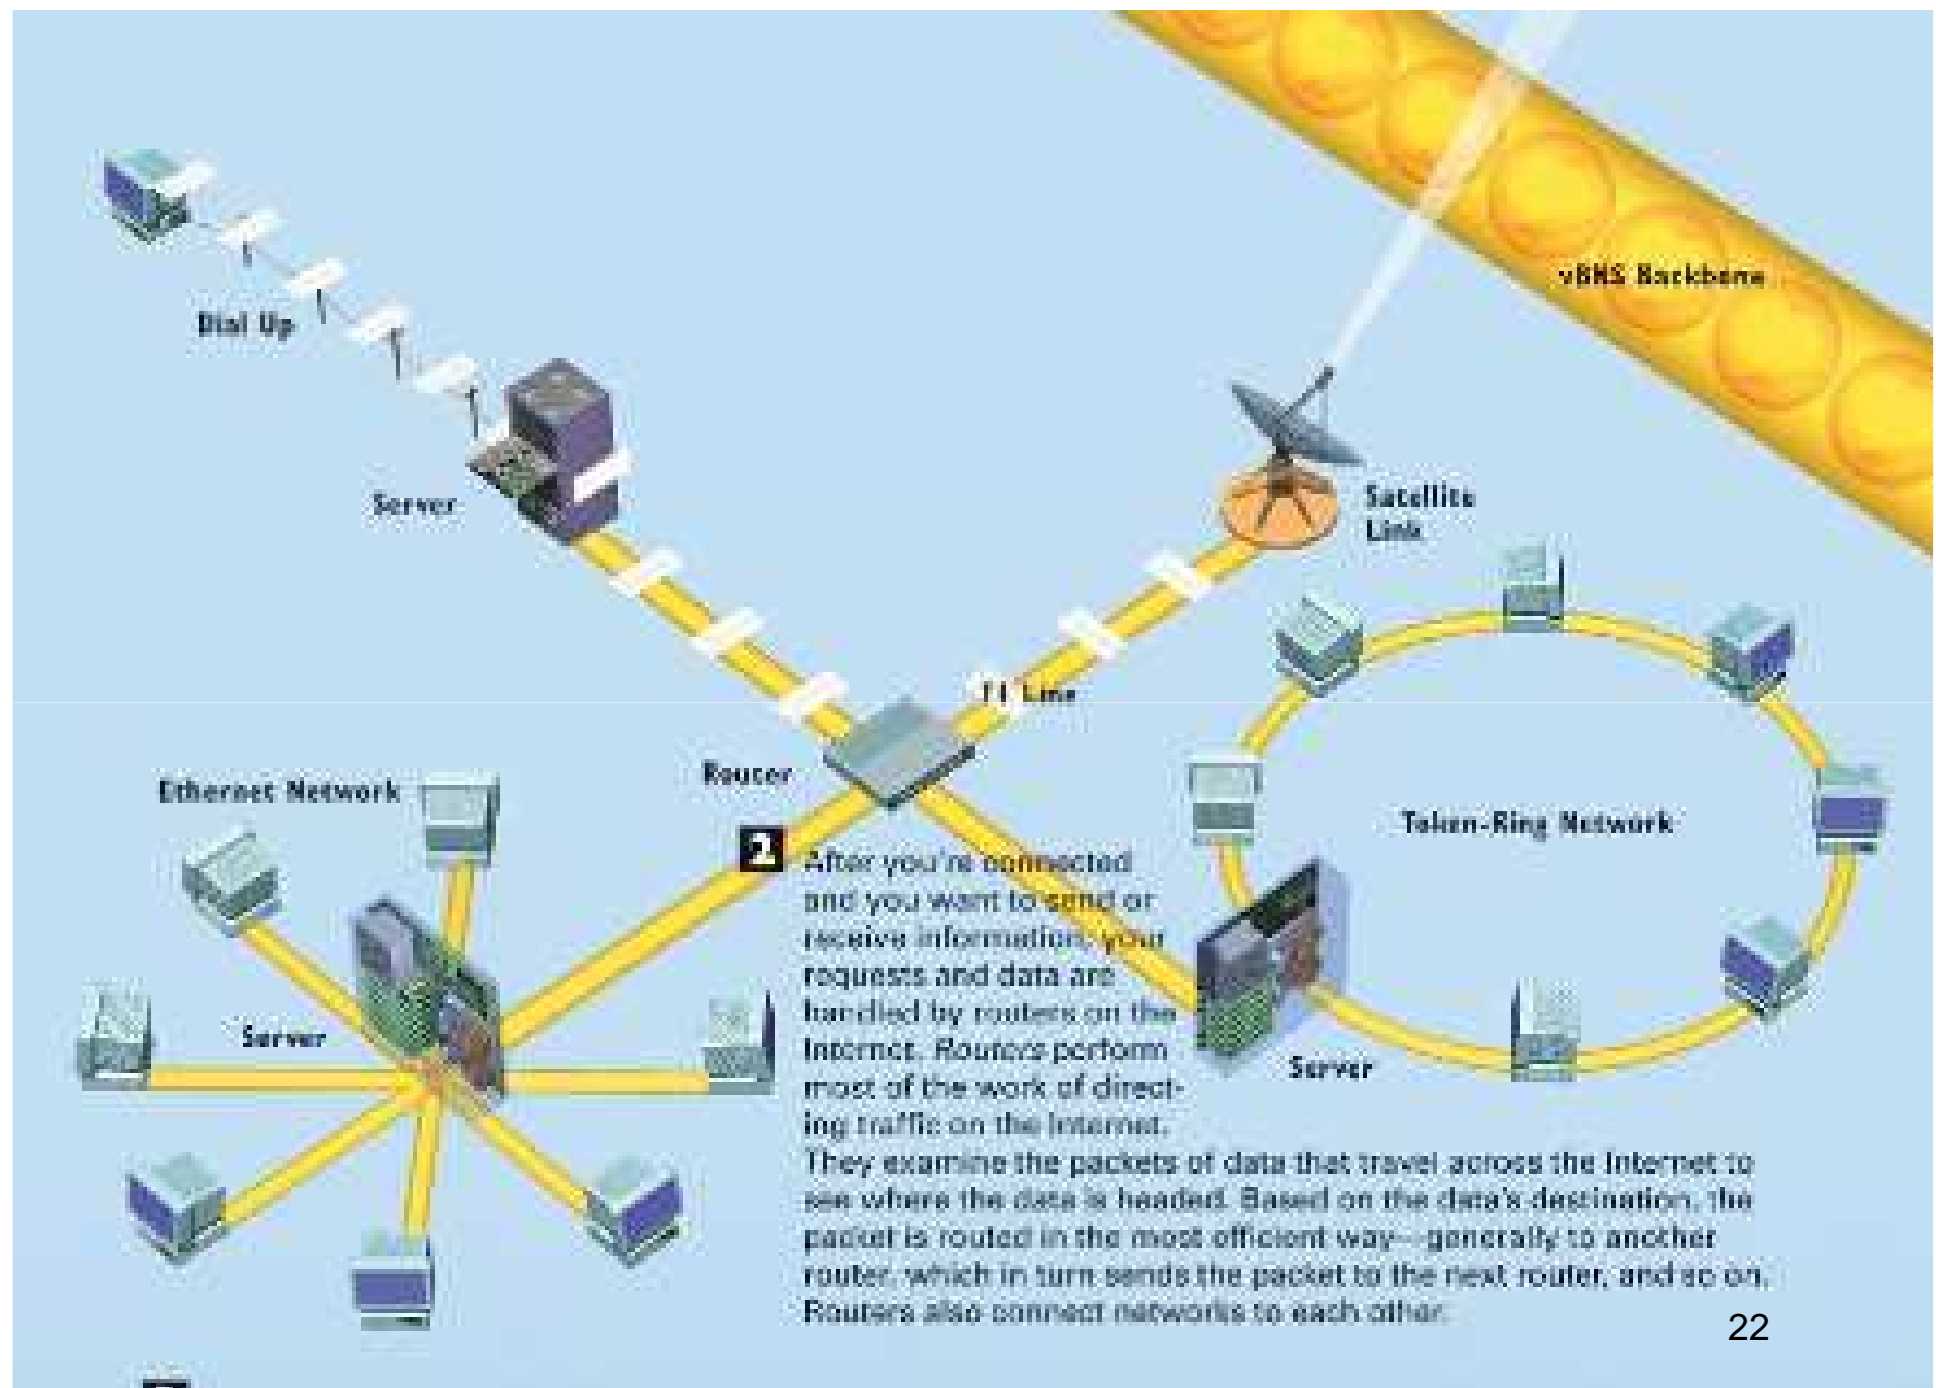 vBNS Backbone
Dial Up
Server
Satellite
Link
T1 Line
Router
Ethernet Network
Token-Ring Network
Server
Server
2
After you're connected
and you want to send or
receive information, your
requests and data are
handled by routers on the
Internet. Routers perform
most of the work of direct-
ing traffic on the Internet.
They examine the packets of data that travel across the Internet to
see where the data is headed. Based on the data's destination, the
packet is routed in the most efficient way—generally to another
router, which in turn sends the packet to the next router, and so on.
Routers also connect networks to each other.
22